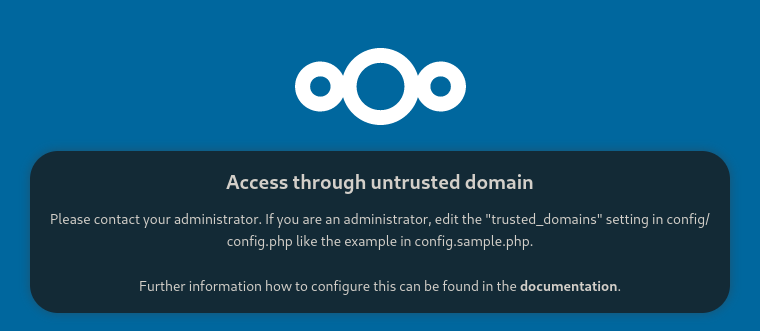 Access through untrusted domain
Please contact your administrator. If you are an administrator, edit the "trusted_domains" setting in config/
config.php like the example in config.sample.php.
Further information how to configure this can be found in the documentation.